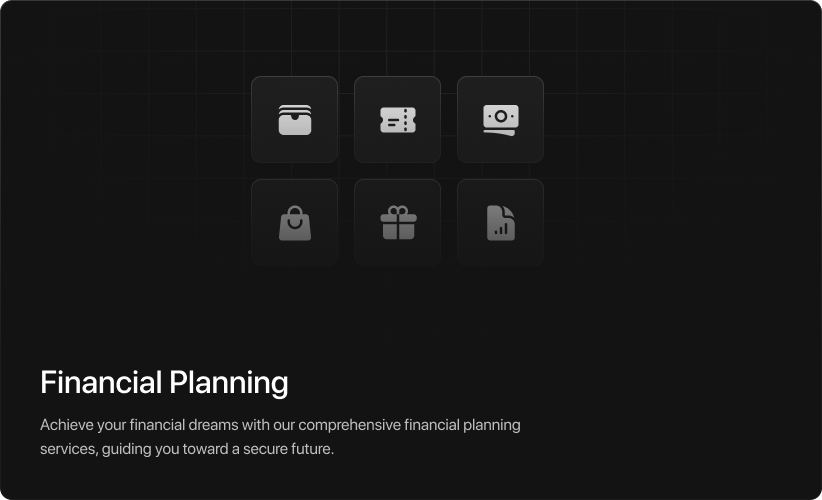 Financial Planning
Achieve your financial dreams with our comprehensive financial planning
services, guiding you toward a secure future.